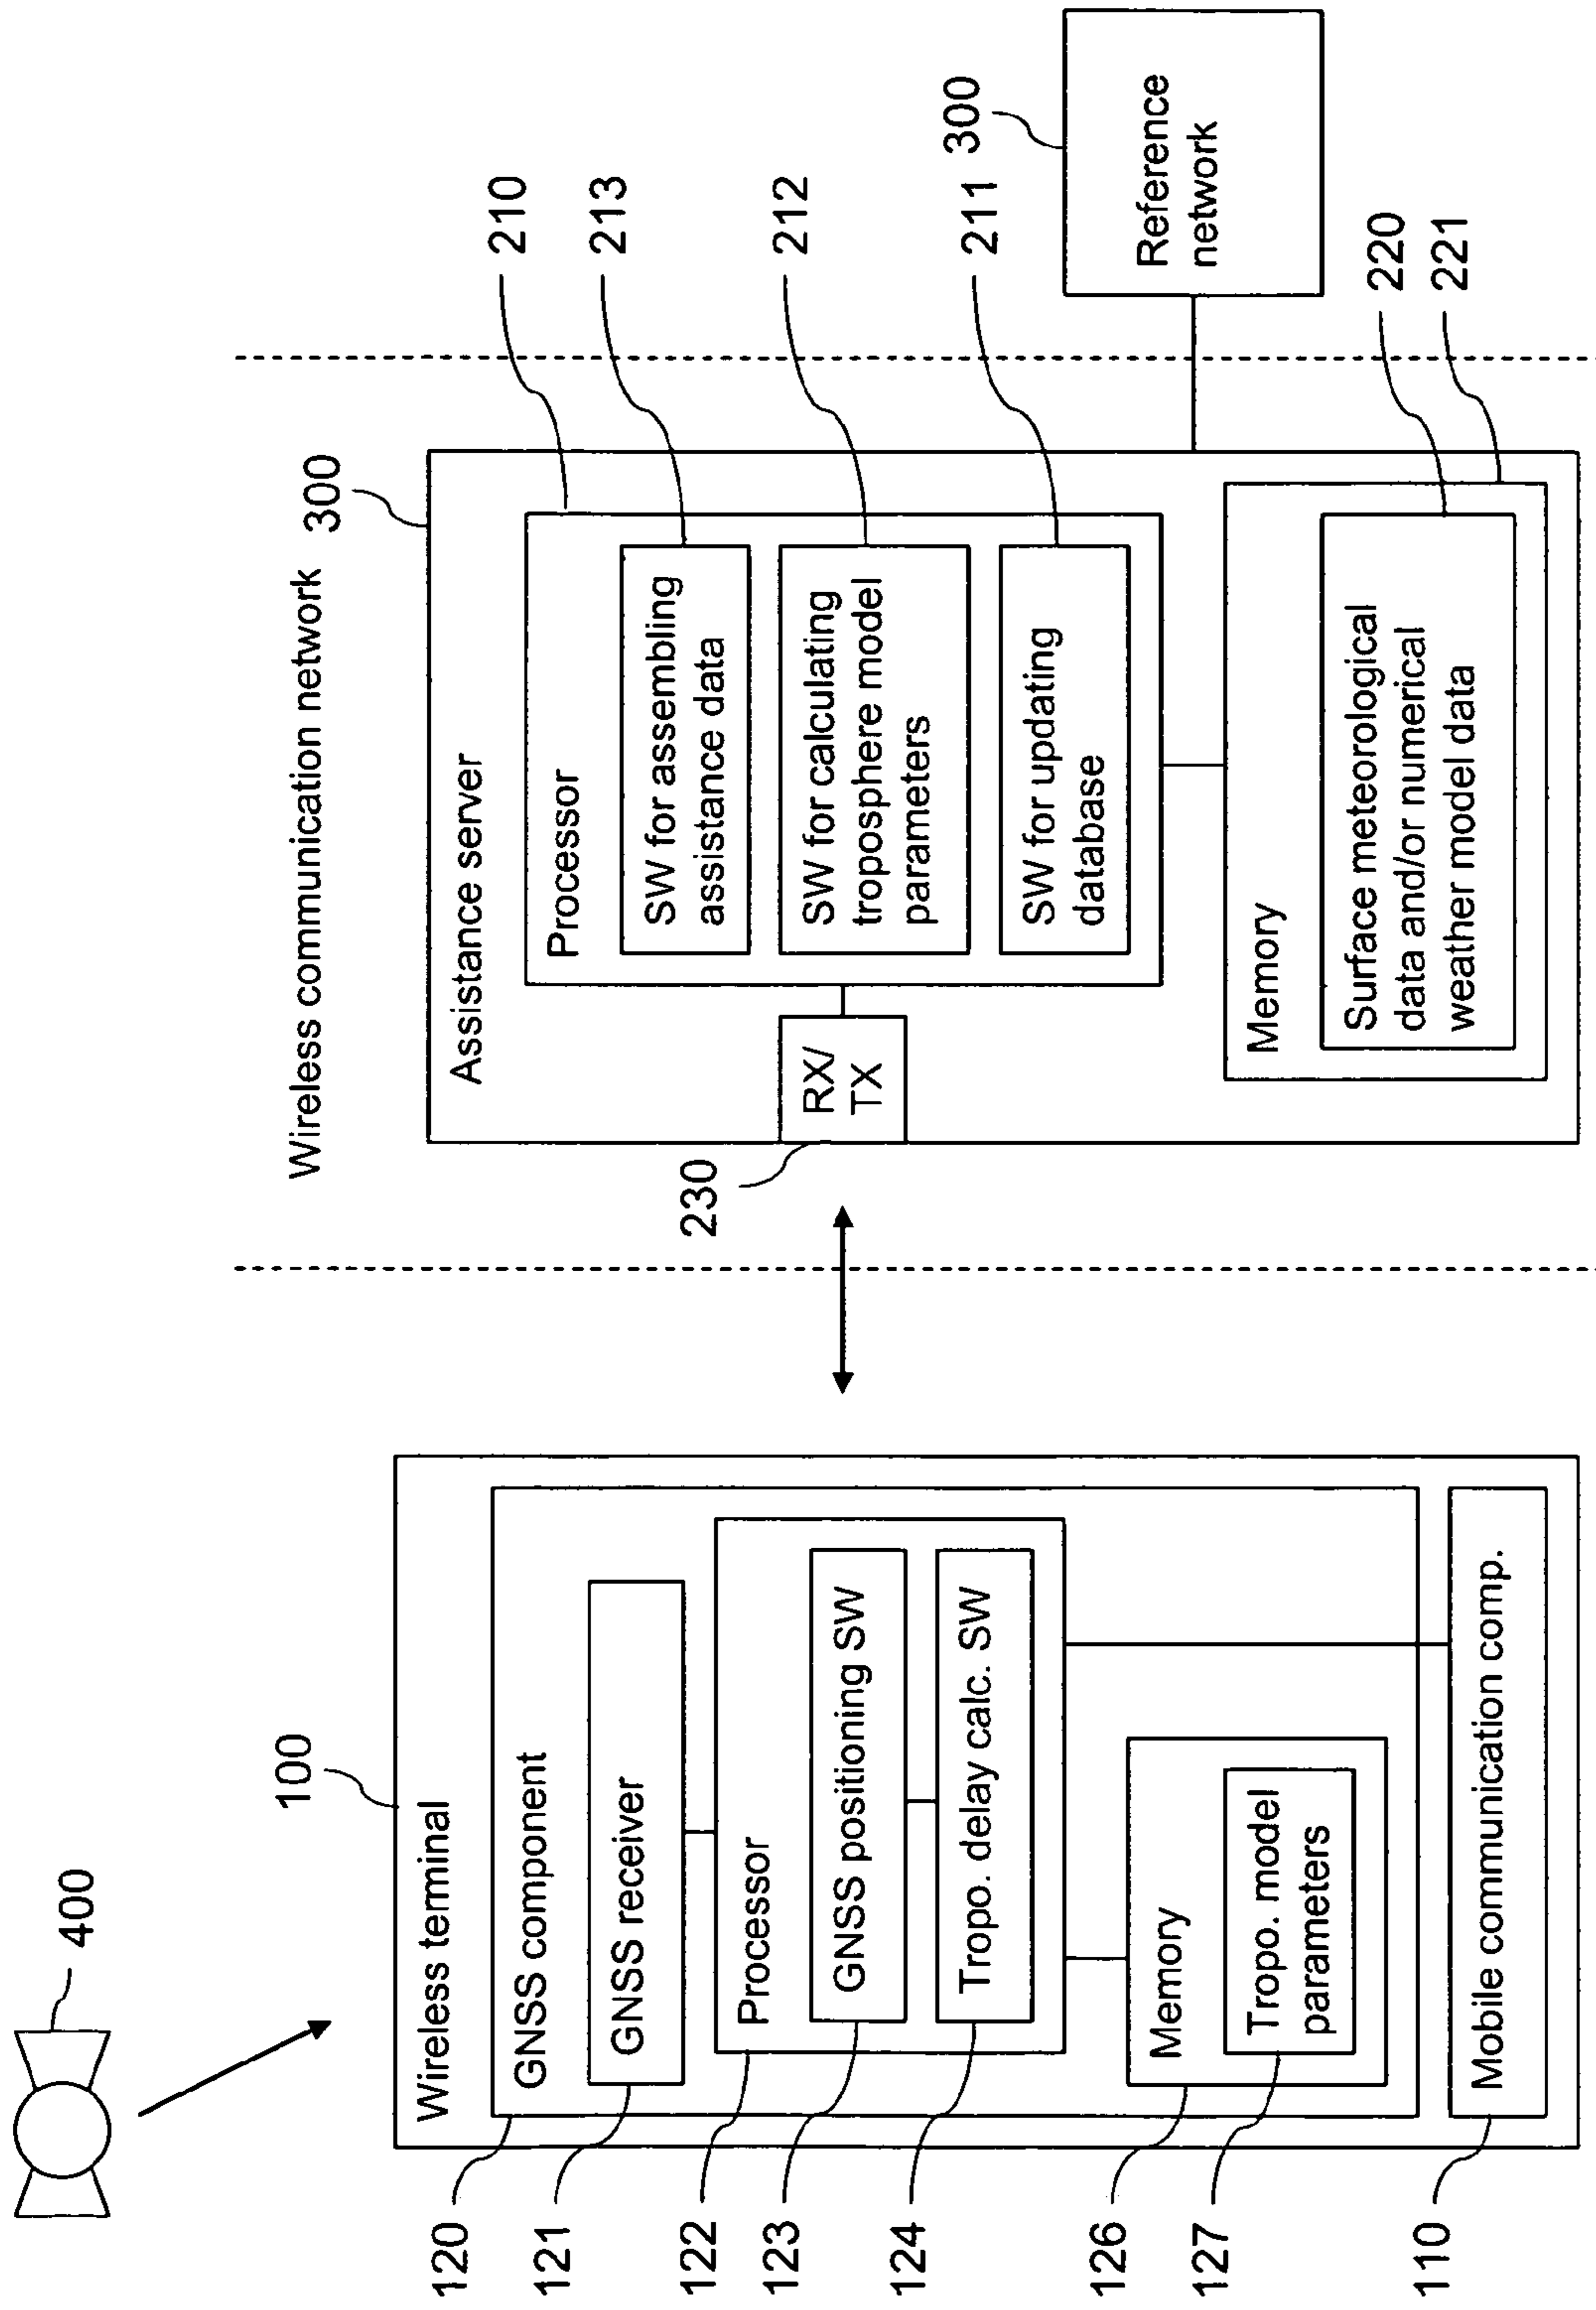 400
100
Wireless terminal
GNSS component
GNSS receiver
Processor
GNSS positioning SW
Tropo. delay calc. SW
Memory
Tropo. model
parameters
Mobile communication comp.
120
121
122
123
124
126
127
110
Wireless communication network
300
Assistance server
Processor
SW for assembling
assistance data
SW for calculating
troposphere model
parameters
SW for updating
database
RX/
TX
230
Memory
Surface meteorological
data and/or numerical
weather model data
210
213
212
211
220
221
300
Reference
network